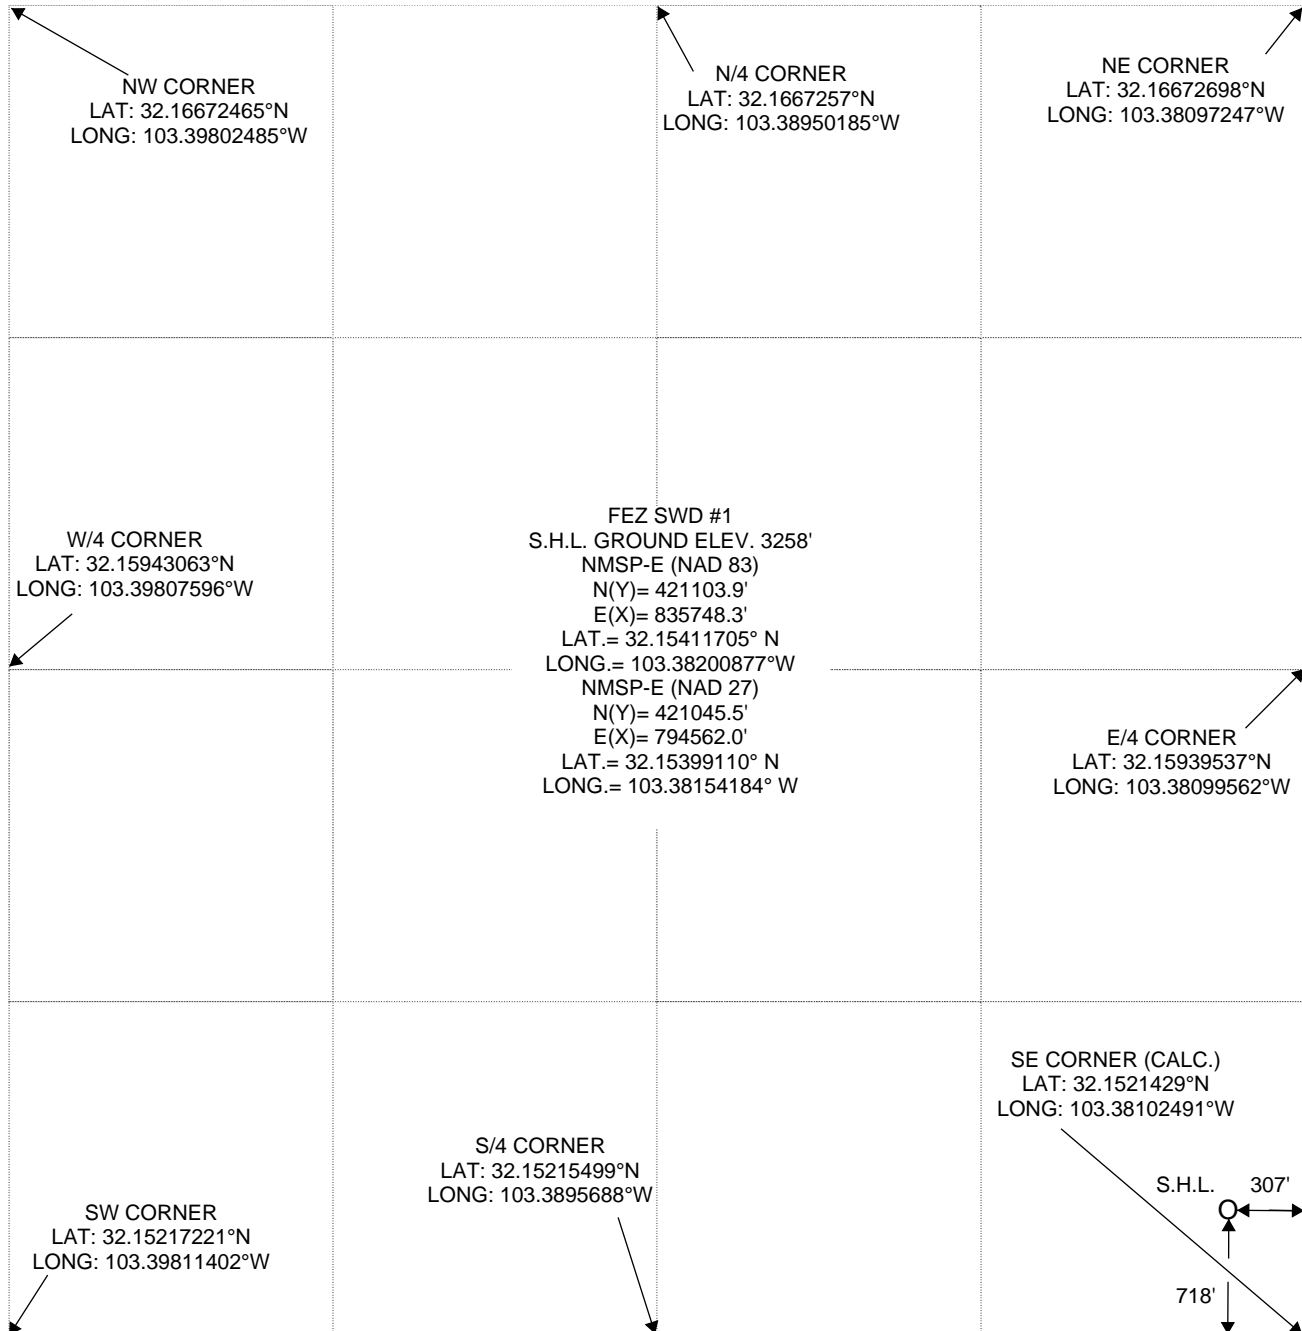 NW CORNER
LAT: 32.16672465°N
LONG: 103.39802485°W
N/4 CORNER
LAT: 32.1667257°N
LONG: 103.38950185°W
NE CORNER
LAT: 32.16672698°N
LONG: 103.38097247°W
W/4 CORNER
LAT: 32.15943063°N
LONG: 103.39807596°W
FEZ SWD #1
S.H.L. GROUND ELEV. 3258'
NMSP-E (NAD 83)
N(Y)= 421103.9'
E(X)= 835748.3'
LAT.= 32.15411705° N
LONG.= 103.38200877°W
NMSP-E (NAD 27)
N(Y)= 421045.5'
E(X)= 794562.0'
LAT.= 32.15399110° N
LONG.= 103.38154184° W
E/4 CORNER
LAT: 32.15939537°N
LONG: 103.38099562°W
SW CORNER
LAT: 32.15217221°N
LONG: 103.39811402°W
S/4 CORNER
LAT: 32.15215499°N
LONG: 103.3895688°W
SE CORNER (CALC.)
LAT: 32.1521429°N
LONG: 103.38102491°W
S.H.L. 307'
O
718'